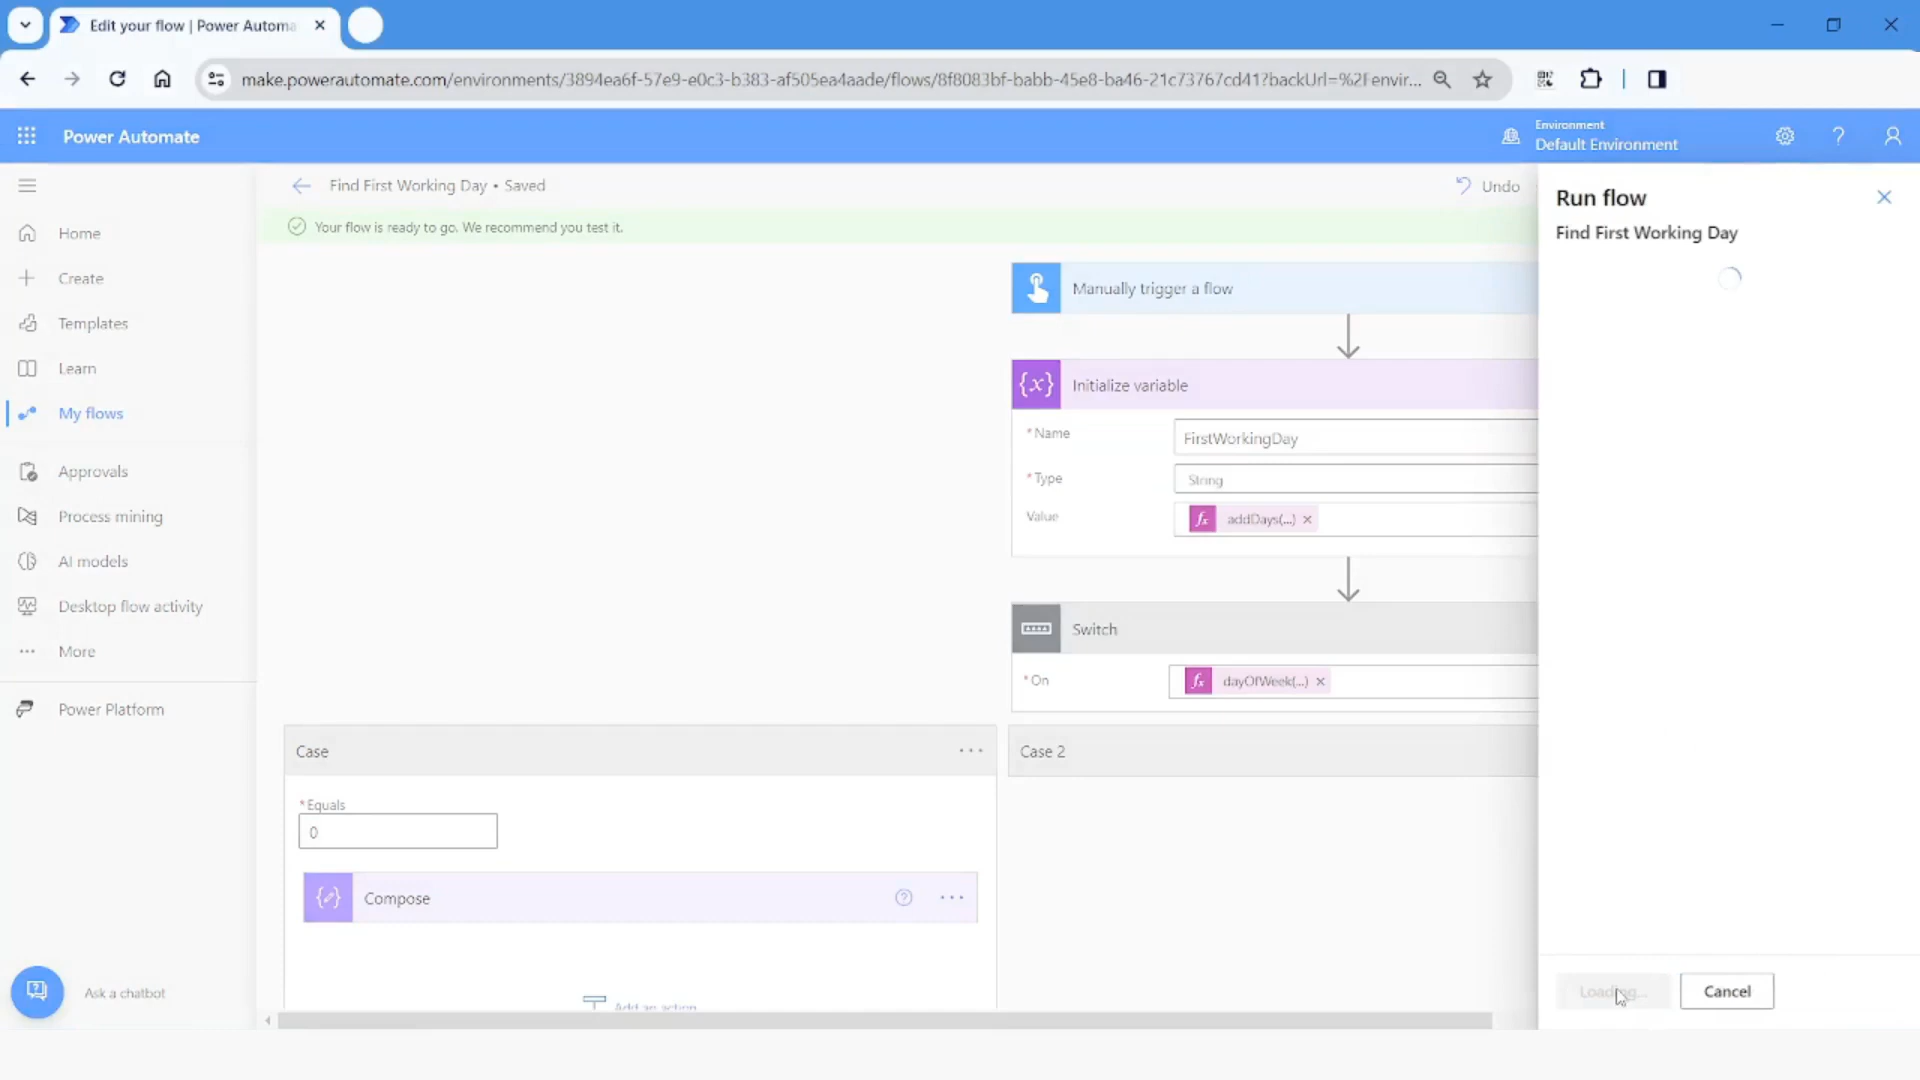 Edit your flow | Power Automa
make.powerautomate.com/environments/3894ea6f-57e9-e0c3-b383-af505ea4aade/flows/8f8083bf-babb-45e8-ba46-21c73767cd41?backUrl=%2Fenvir...
Power Automate
Environment
Default Environment
Find First Working Day • Saved
Undo
Your flow is ready to go. We recommend you test it.
Home
Create
Templates
Learn
My flows
Approvals
Process mining
AI models
Desktop flow activity
More
Power Platform
Ask a chatbot
Manually trigger a flow
Initialize variable
* Name
FirstWorkingDay
* Type
String
Value
addDays(...)
Switch
* On
dayOfWeek(...)
Case
* Equals
0
Compose
Add an action
Case 2
Run flow
Find First Working Day
Loading...
Cancel